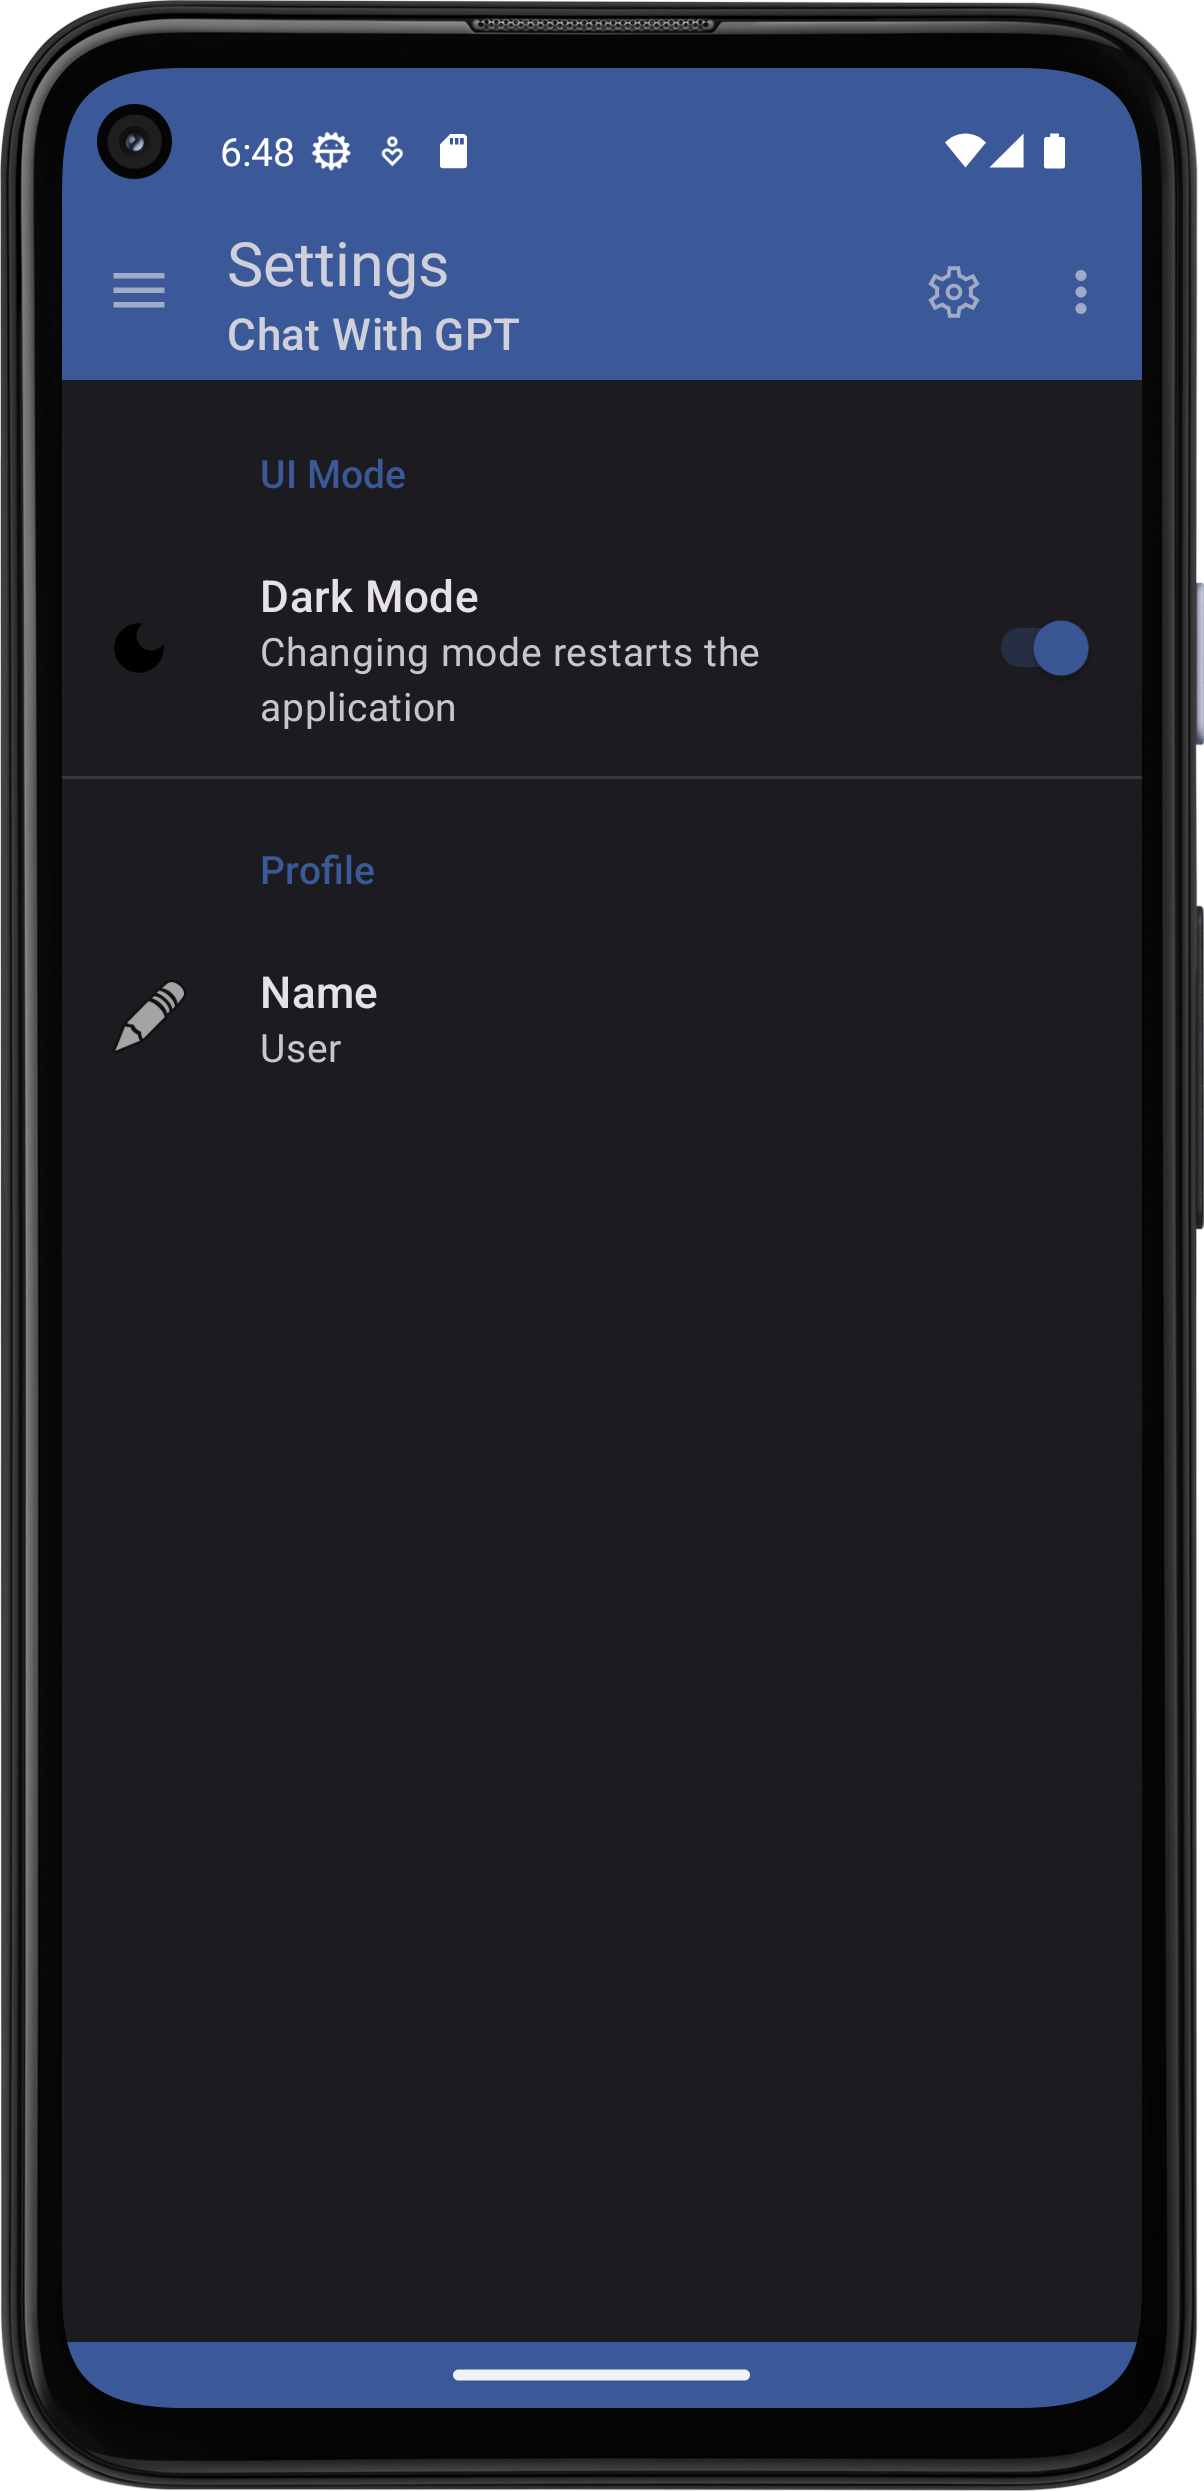 6:48
Settings
Chat With GPT
UI Mode
Dark Mode
Changing mode restarts the
application
Profile
Name
User